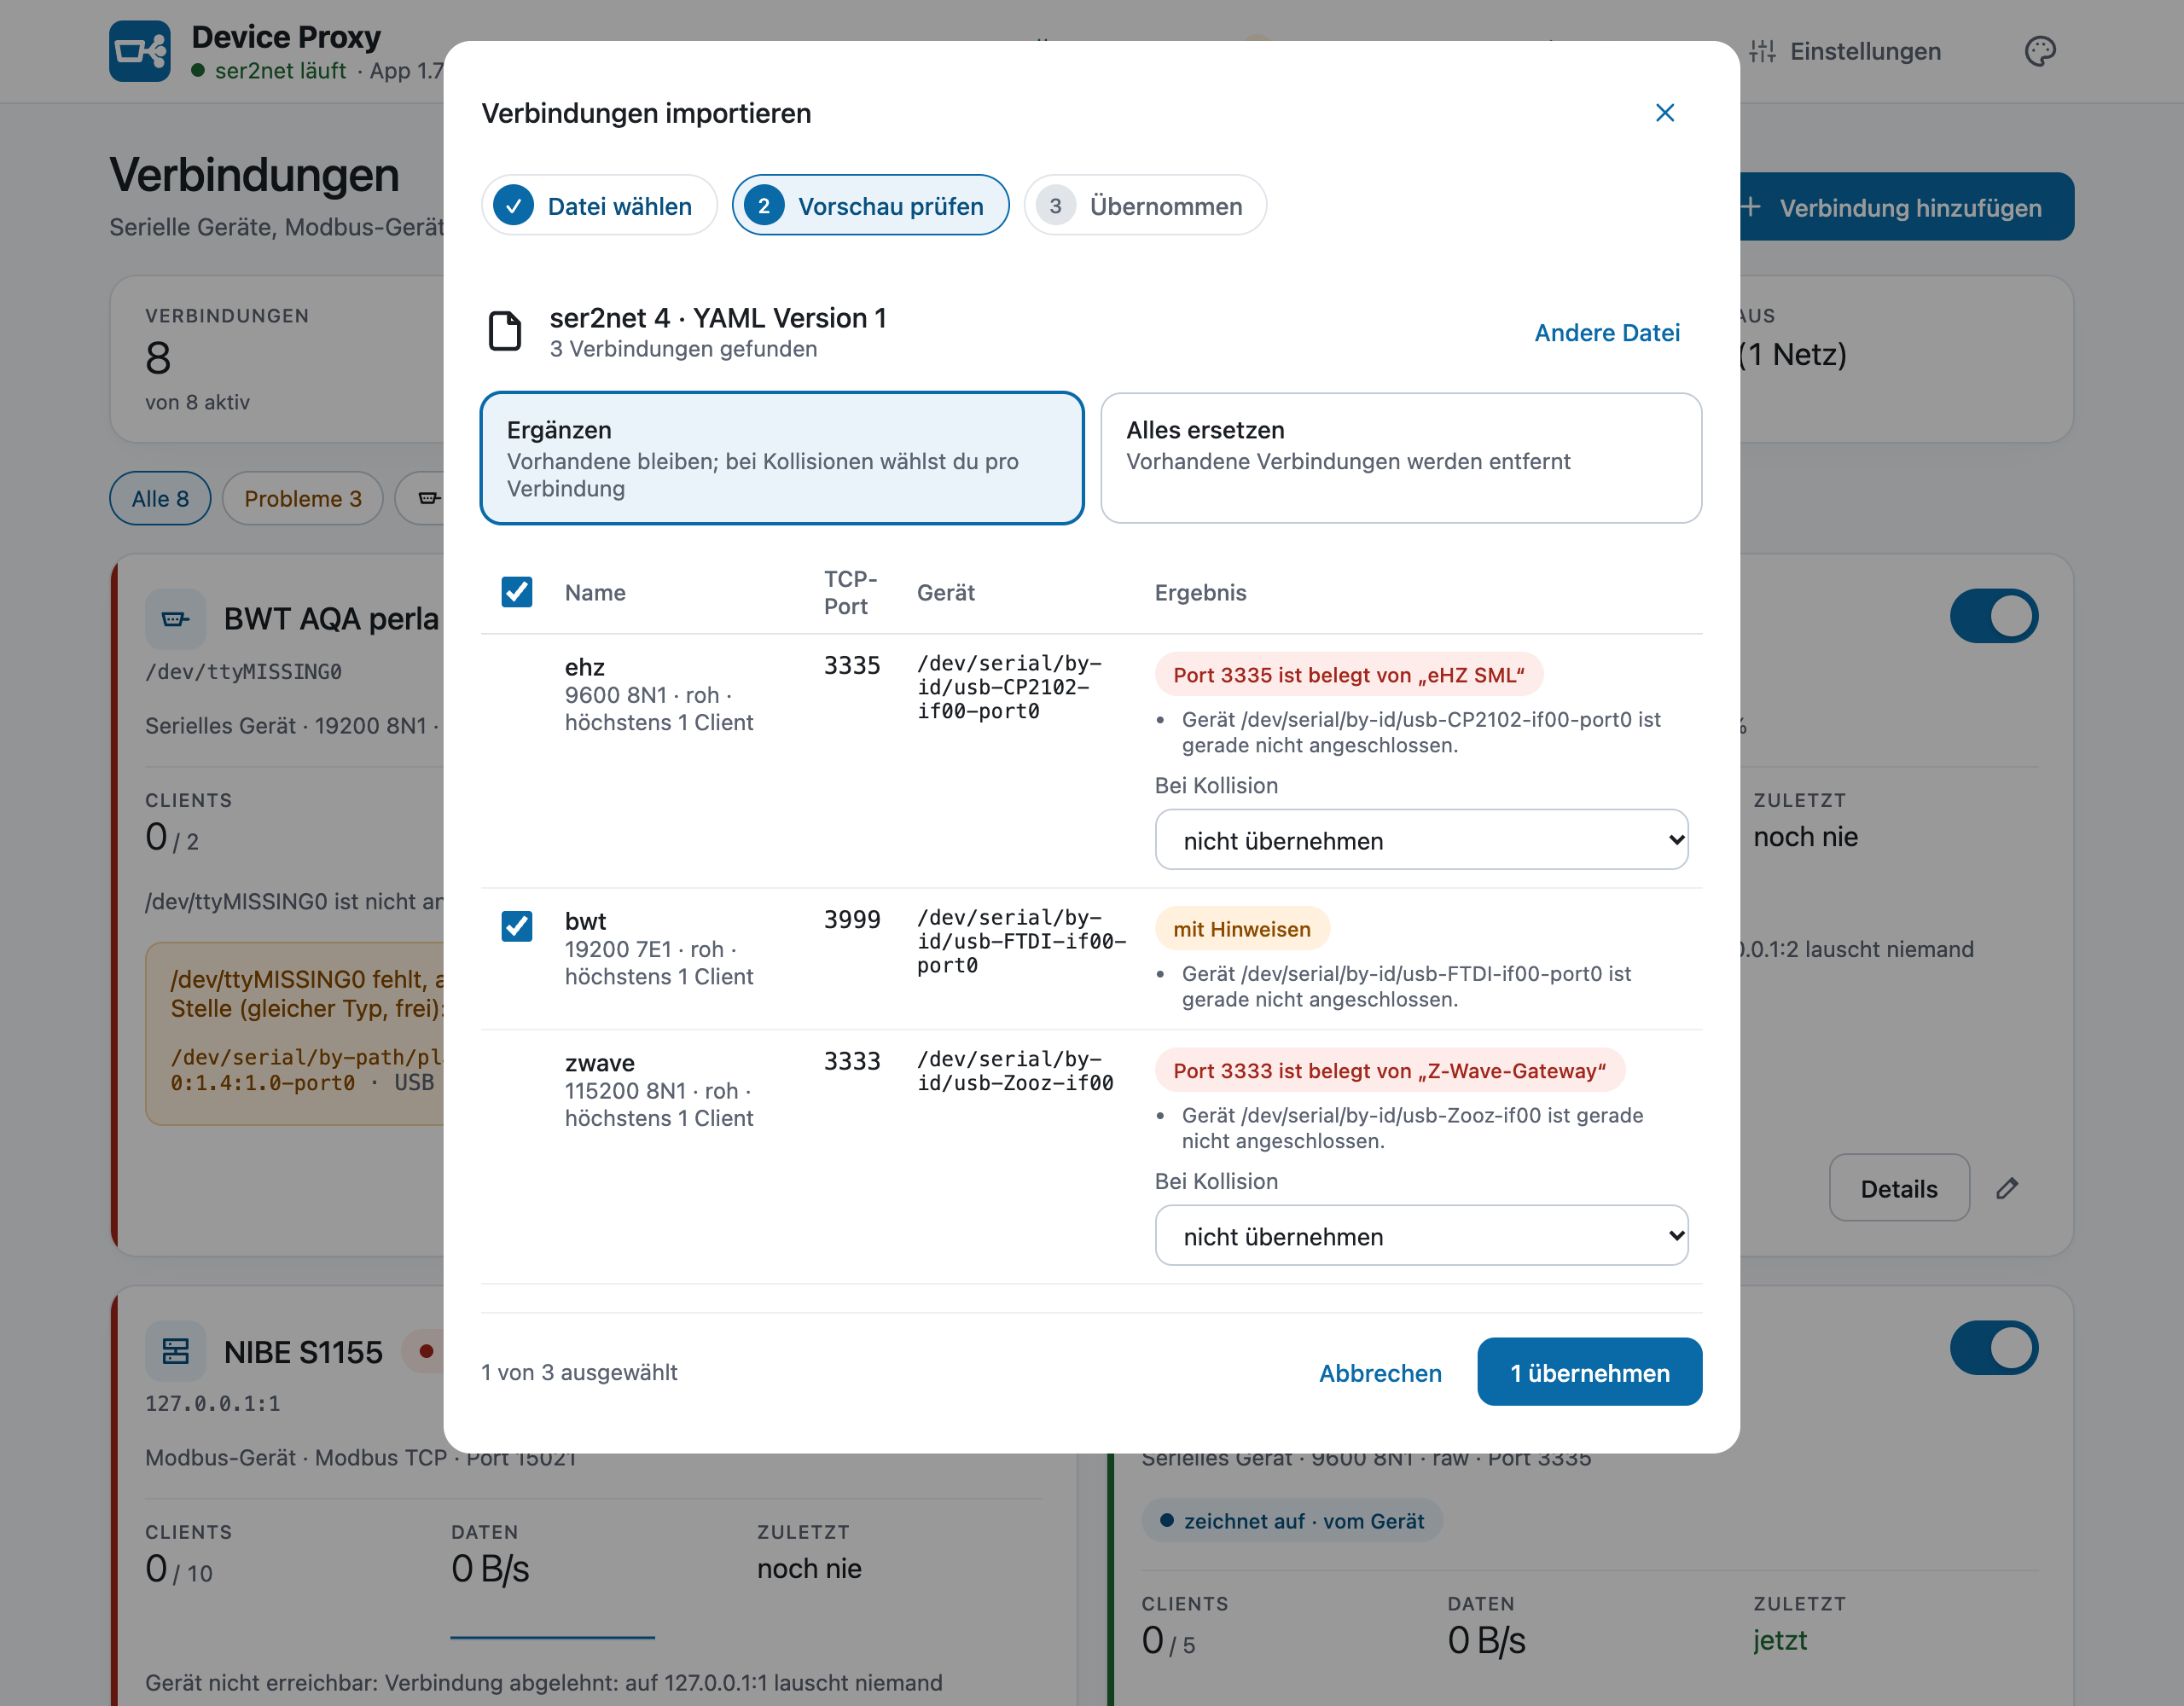 Device Proxy
ser2net läuft · App 1.7
Einstellungen
Verbindungen
Serielle Geräte, Modbus-Gerät
Verbindung hinzufügen
VERBINDUNGEN
8
von 8 aktiv
AUS
(1 Netz)
Alle 8
Probleme 3
Verbindungen importieren
Datei wählen
2 Vorschau prüfen
3 Übernommen
ser2net 4 · YAML Version 1
3 Verbindungen gefunden
Andere Datei
Ergänzen
Vorhandene bleiben; bei Kollisionen wählst du pro
Verbindung
Alles ersetzen
Vorhandene Verbindungen werden entfernt
Name
TCP-
Port
Gerät
Ergebnis
ehz
9600 8N1 · roh ·
höchstens 1 Client
3335
/dev/serial/by-
id/usb-CP2102-
if00-port0
Port 3335 ist belegt von „eHZ SML“
• Gerät /dev/serial/by-id/usb-CP2102-if00-port0 ist
gerade nicht angeschlossen.
Bei Kollision
nicht übernehmen
bwt
19200 7E1 · roh ·
höchstens 1 Client
3999
/dev/serial/by-
id/usb-FTDI-if00-
port0
mit Hinweisen
• Gerät /dev/serial/by-id/usb-FTDI-if00-port0 ist
gerade nicht angeschlossen.
zwave
115200 8N1 · roh ·
höchstens 1 Client
3333
/dev/serial/by-
id/usb-Zooz-if00
Port 3333 ist belegt von „Z-Wave-Gateway“
• Gerät /dev/serial/by-id/usb-Zooz-if00 ist gerade
nicht angeschlossen.
Bei Kollision
nicht übernehmen
1 von 3 ausgewählt
Abbrechen
1 übernehmen
BWT AQA perla
/dev/ttyMISSING0
Serielles Gerät · 19200 8N1 ·
CLIENTS
0 / 2
/dev/ttyMISSING0 ist nicht an
/dev/ttyMISSING0 fehlt, a
Stelle (gleicher Typ, frei):
/dev/serial/by-path/pl
0:1.4:1.0-port0 · USB
ZULETZT
noch nie
0.0.1:2 lauscht niemand
Details
NIBE S1155
127.0.0.1:1
Modbus-Gerät · Modbus TCP · Port 15021
CLIENTS
0 / 10
DATEN
0 B/s
ZULETZT
noch nie
Gerät nicht erreichbar: Verbindung abgelehnt: auf 127.0.0.1:1 lauscht niemand
Serielles Gerät · 9600 8N1 · raw · Port 3335
zeichnet auf · vom Gerät
CLIENTS
0 / 5
DATEN
0 B/s
ZULETZT
jetzt